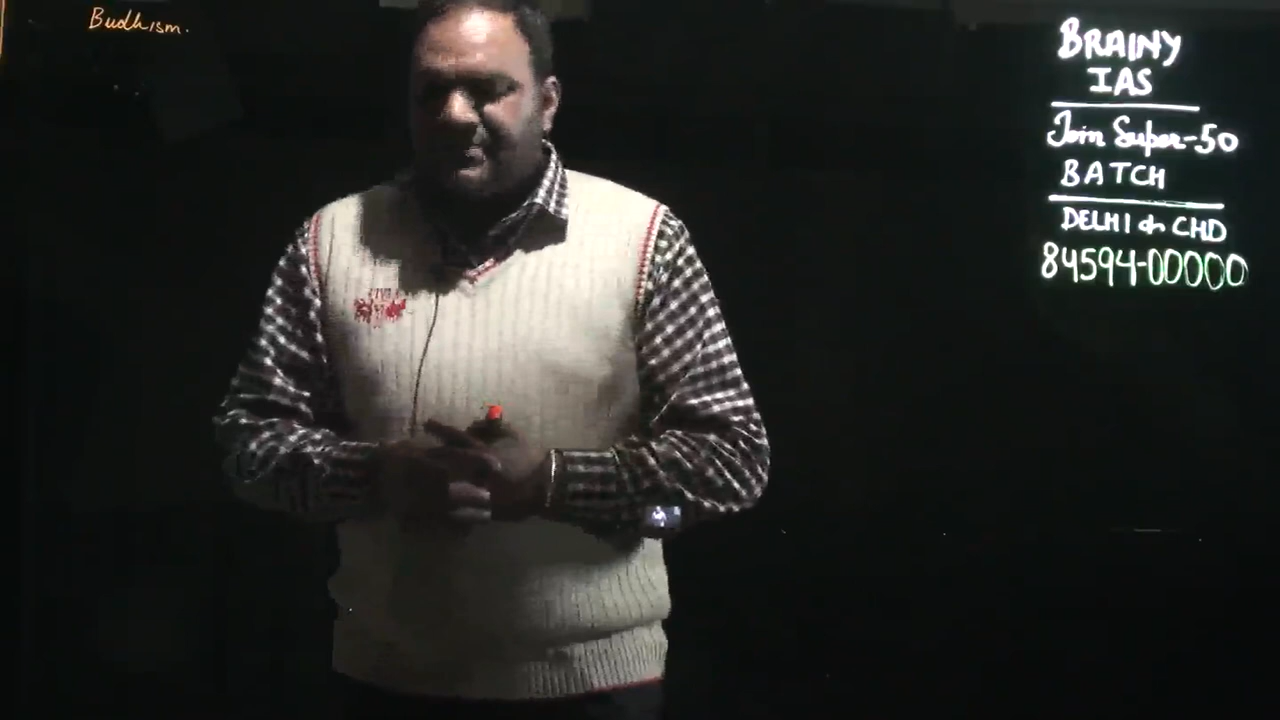 Budhism.
BRAINY
IAS
Join Super-50
BATCH
DELHI & CHD
84594-00000